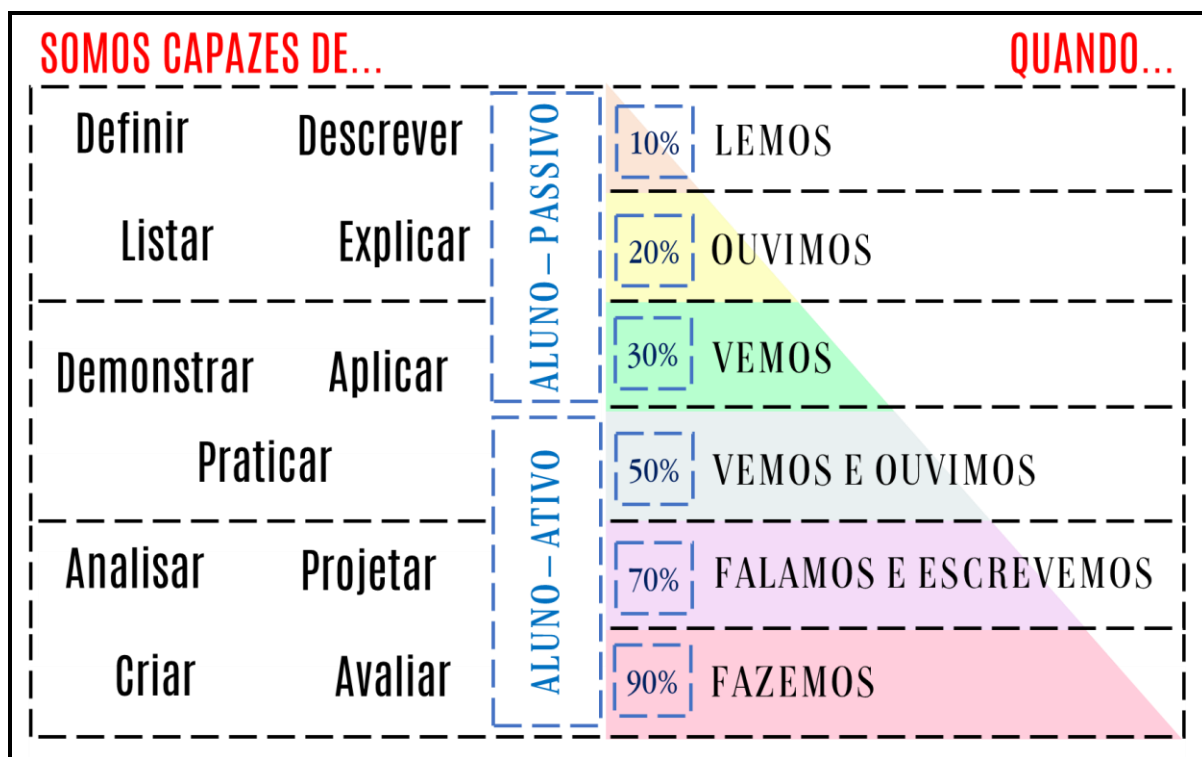 SOMOS CAPAZES DE...
QUANDO...
Definir Descrever
Listar Explicar
Demonstrar Aplicar
Praticar
Analisar Projetar
Criar Avaliar
ALUNO – PASSIVO
ALUNO – ATIVO
10% LEMOS
20% OUVIMOS
30% VEMOS
50% VEMOS E OUVIMOS
70% FALAMOS E ESCREVEMOS
90% FAZEMOS